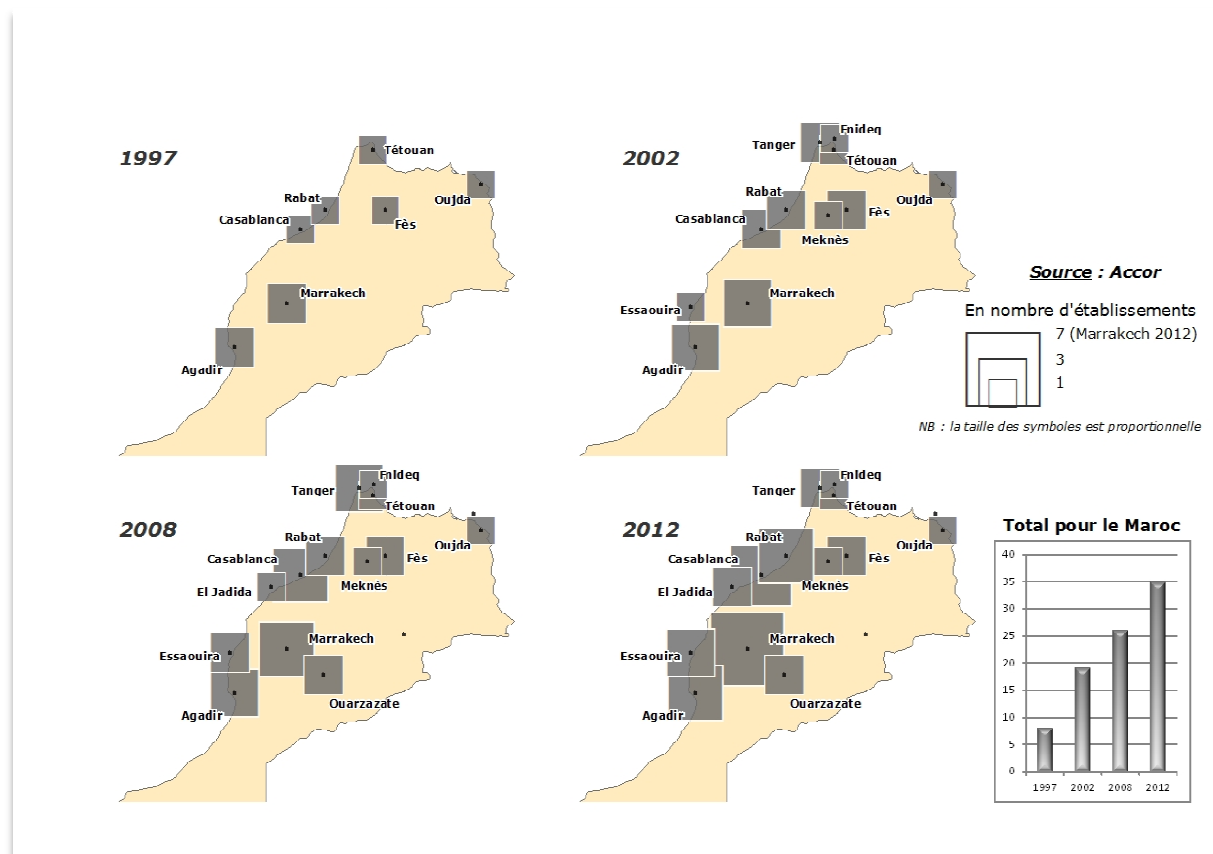 1997
Tétouan
Oujda
Rabat
Casablanca
Fès
Marrakech
Agadir
2002
Fnideq
Tanger
Tétouan
Oujda
Rabat
Casablanca
Fès
Meknès
Essaouira
Marrakech
Agadir
Source : Accor
En nombre d'établissements
7 (Marrakech 2012)
3
1
NB : la taille des symboles est proportionnelle
2008
Fnideq
Tanger
Tétouan
Oujda
Rabat
Casablanca
Fès
El Jadida
Meknès
Marrakech
Essaouira
Ouarzazate
Agadir
2012
Fnideq
Tanger
Tétouan
Oujda
Rabat
Casablanca
Fès
El Jadida
Meknès
Marrakech
Essaouira
Ouarzazate
Agadir
Total pour le Maroc
40
35
30
25
20
15
10
5
0
1997 2002 2008 2012